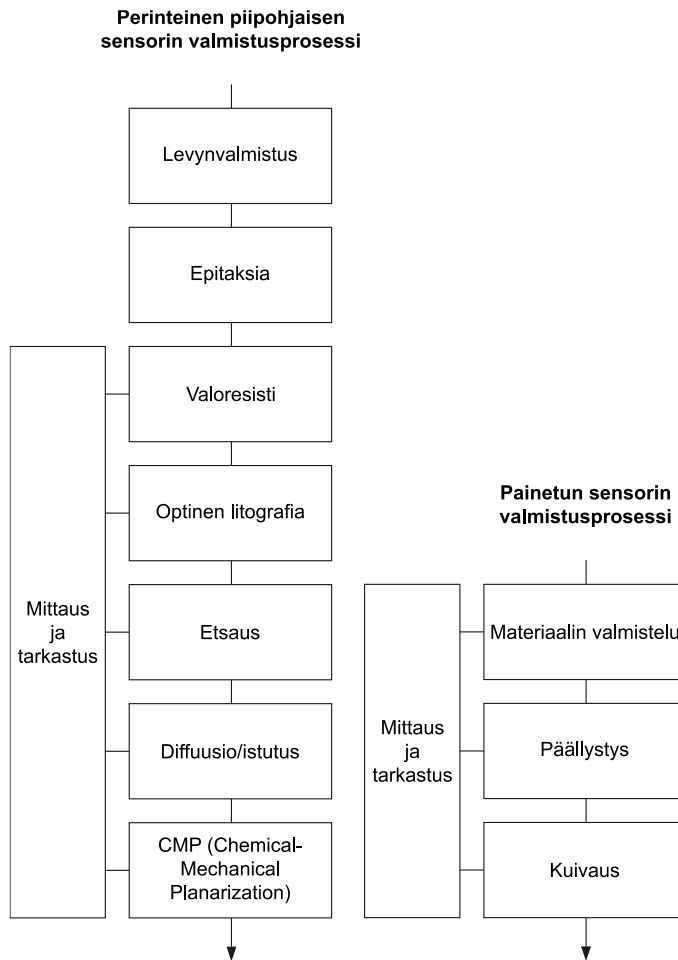 Perinteinen piipohjaisen
sensorin valmistusprosessi
Levynvalmistus
Epitaksia
Valoresisti
Optinen litografia
Etsaus
Diffuusio/istutus
CMP (Chemical-
Mechanical
Planarization)
Mittaus
ja
tarkastus
Painetun sensorin
valmistusprosessi
Materiaalin valmistelu
Päällystys
Kuivaus
Mittaus
ja
tarkastus